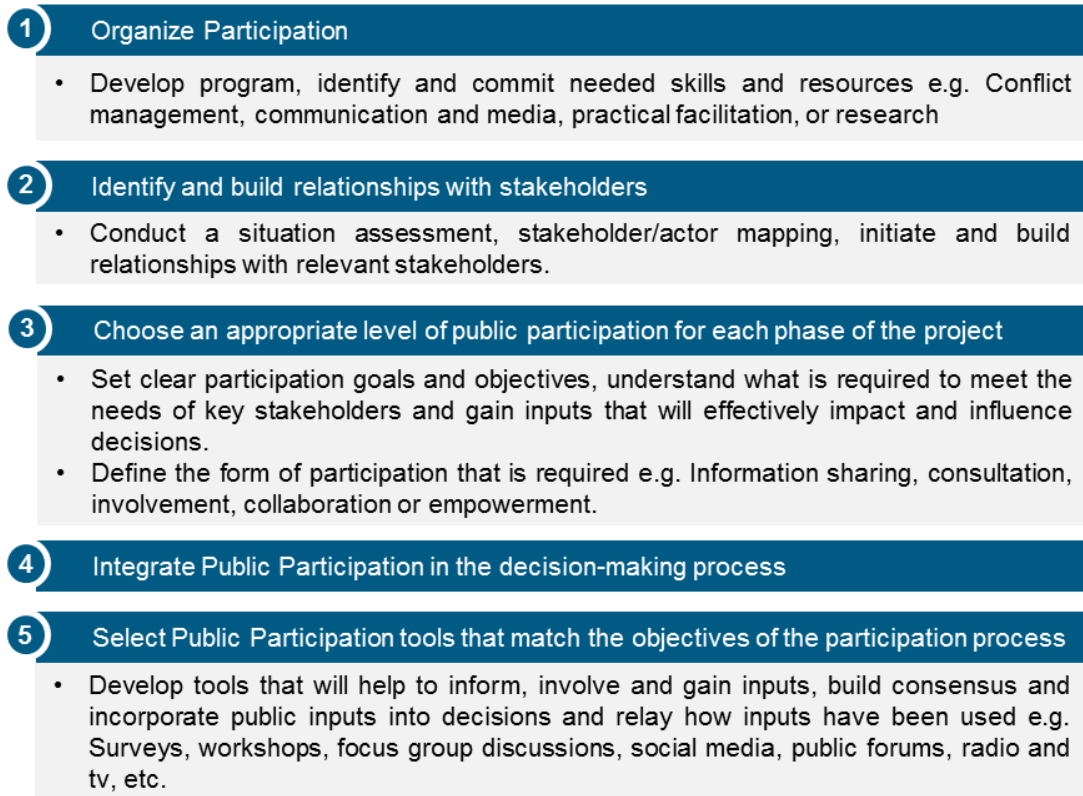 1 Organize Participation
• Develop program, identify and commit needed skills and resources e.g. Conflict
management, communication and media, practical facilitation, or research
2 Identify and build relationships with stakeholders
• Conduct a situation assessment, stakeholder/actor mapping, initiate and build
relationships with relevant stakeholders.
3 Choose an appropriate level of public participation for each phase of the project
• Set clear participation goals and objectives, understand what is required to meet the
needs of key stakeholders and gain inputs that will effectively impact and influence
decisions.
• Define the form of participation that is required e.g. Information sharing, consultation,
involvement, collaboration or empowerment.
4 Integrate Public Participation in the decision-making process
5 Select Public Participation tools that match the objectives of the participation process
• Develop tools that will help to inform, involve and gain inputs, build consensus and
incorporate public inputs into decisions and relay how inputs have been used e.g.
Surveys, workshops, focus group discussions, social media, public forums, radio and
tv, etc.